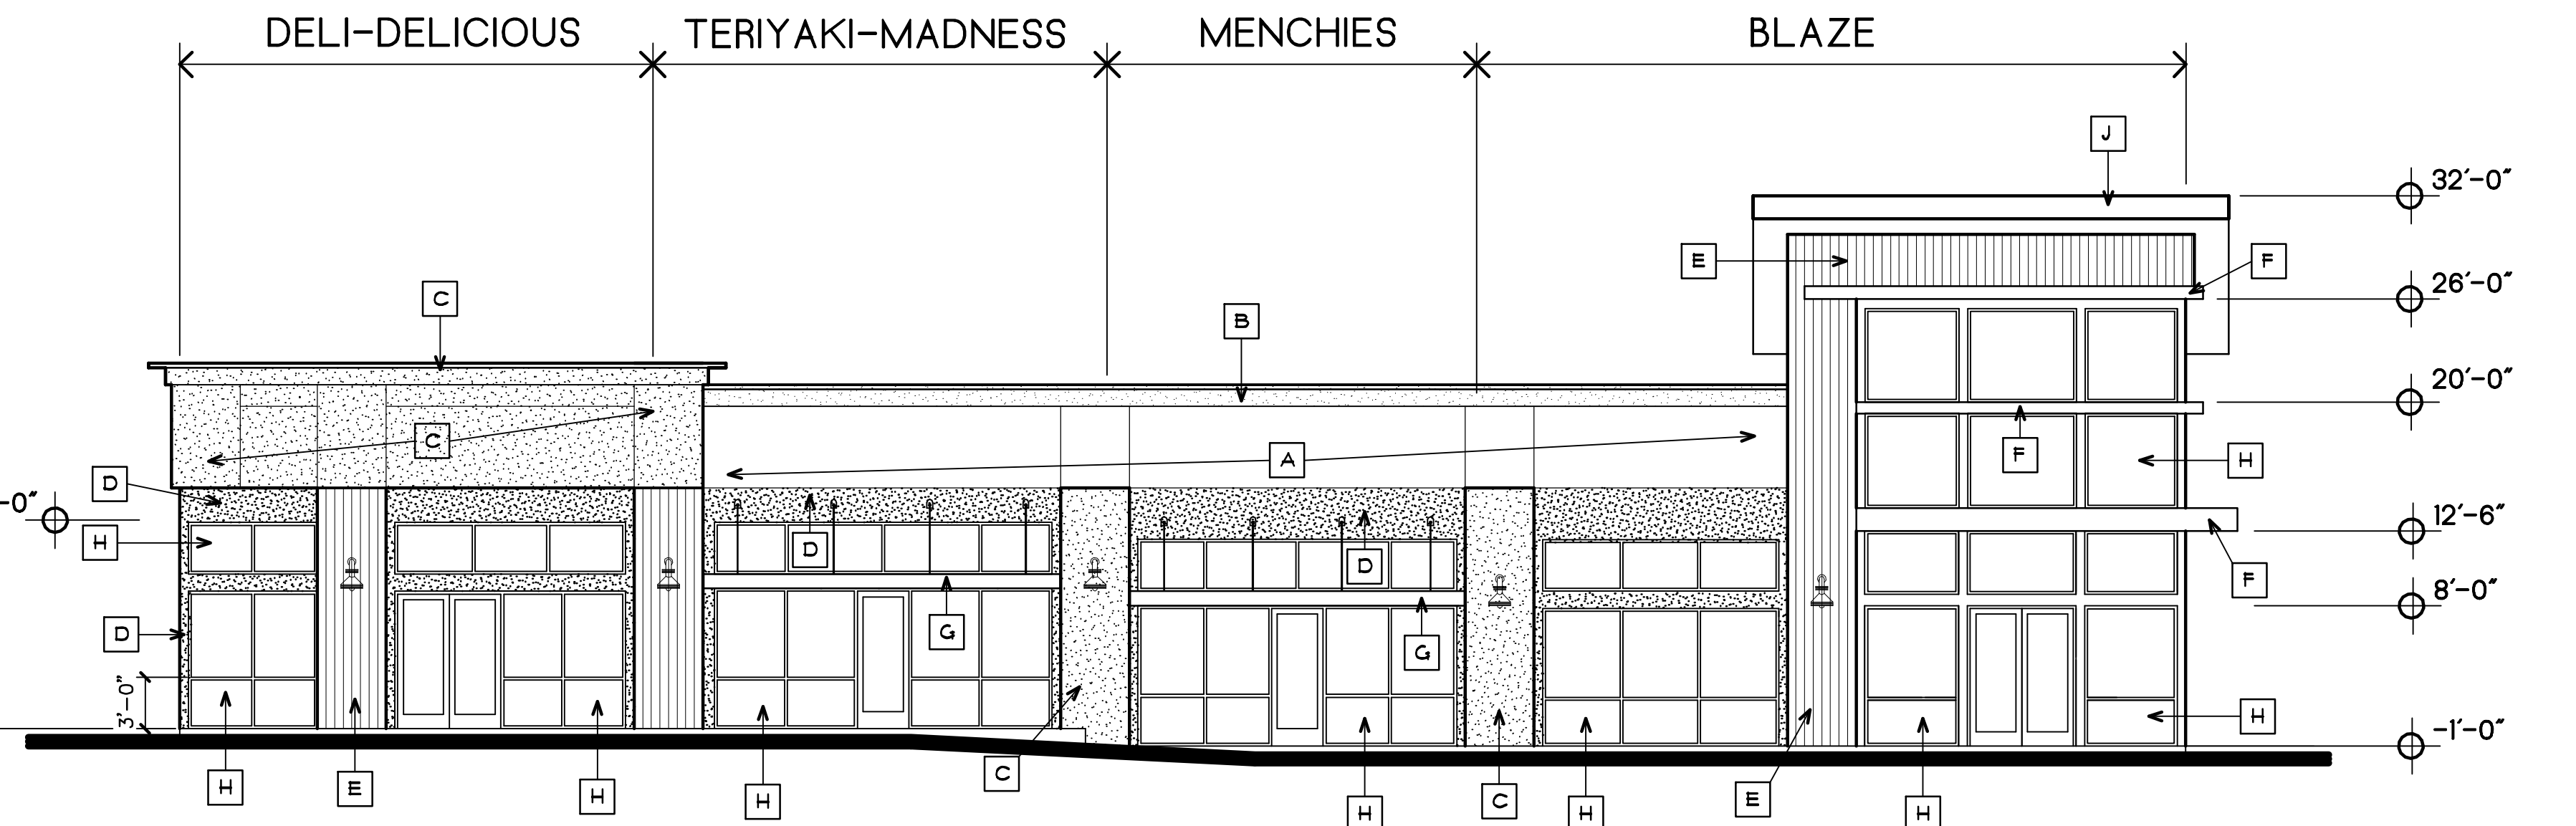 DELI-DELICIOUS TERIYAKI-MADNESS MENCHIES BLAZE
J
32'-0"
E F
26'-0"
C
B
20'-0"
C A F H
D
-0" 12'-6"
H D D F
8'-0"
D G G
3'-0"
H -1'-0"
H E H H C H C H E H